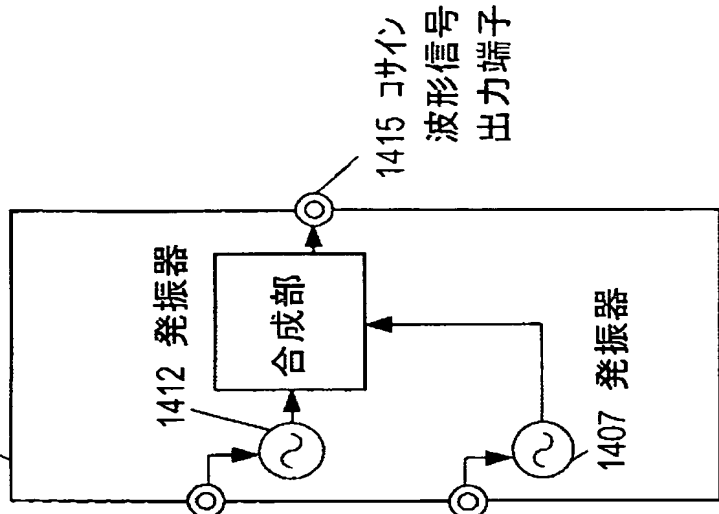 1412 発振器
合成部
1407 発振器
1415 コサイン
波形信号
出力端子